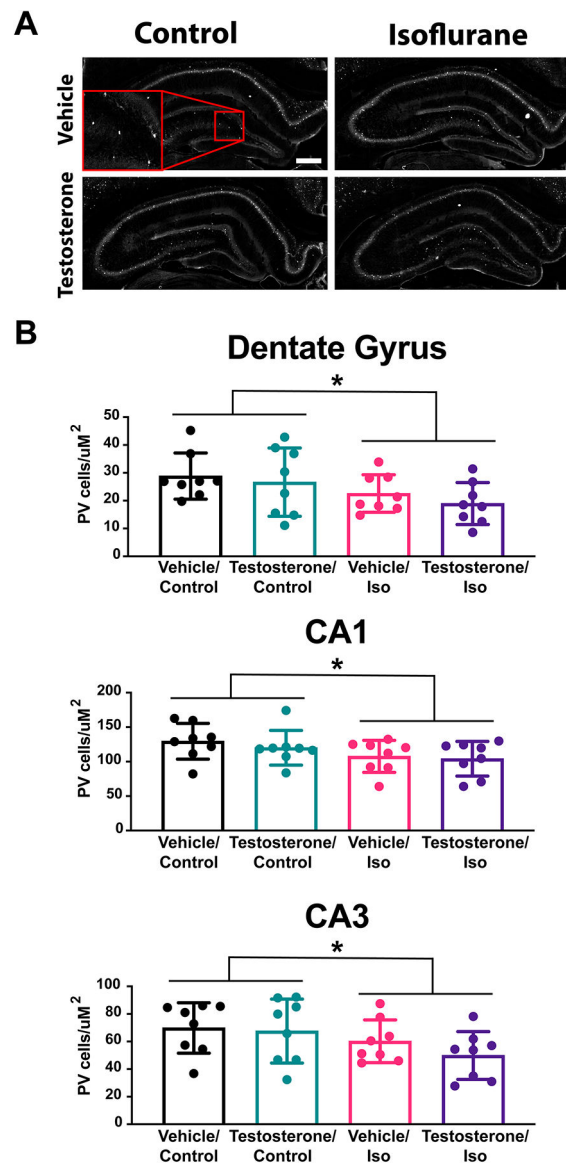 A
Control
Isoflurane
Vehicle
Testosterone
B
Dentate Gyrus
*
PV cells/uM²
50
40
30
20
10
0
Vehicle/ Testosterone/ Vehicle/ Testosterone/
Control Control Iso Iso
CA1
*
PV cells/uM²
200
150
100
50
0
Vehicle/ Testosterone/ Vehicle/ Testosterone/
Control Control Iso Iso
CA3
*
PV cells/uM²
100
80
60
40
20
0
Vehicle/ Testosterone/ Vehicle/ Testosterone/
Control Control Iso Iso